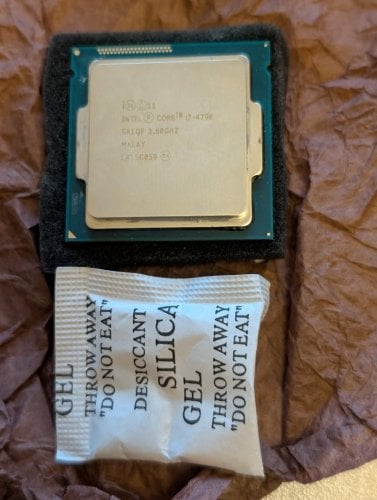 INTEL ® CORE™ i7-4790
SR1QF 3.60GHZ
MALAY
GEL
THROW AWAY
"DO NOT EAT"
DESICCANT
SILICA
GEL
THROW AWAY
"DO NOT EAT"